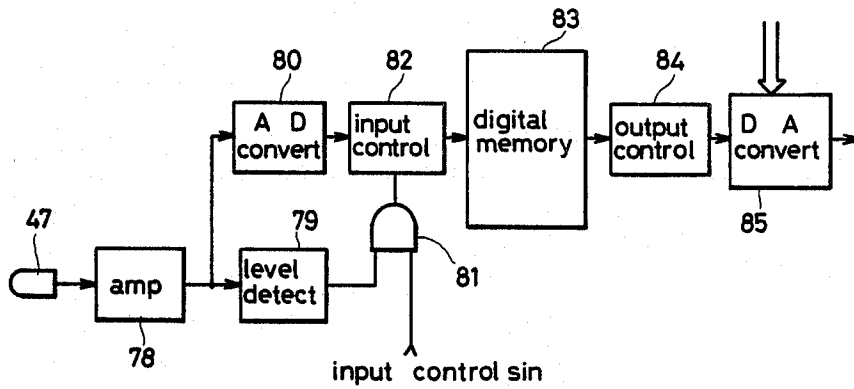 83
80
82
84
A D
convert
input
control
digital
memory
output
control
D A
convert
85
47
79
81
amp
level
detect
78
input control sin